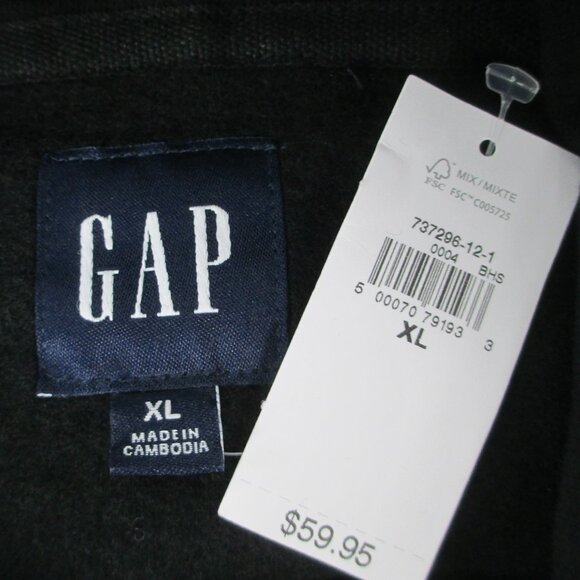 GAP
XL
MADE IN
CAMBODIA
FSC
MIX/MIXTE
FSC™ C005725
737296-12-1
0004 BHS
5 00070 79193 3
XL
$59.95